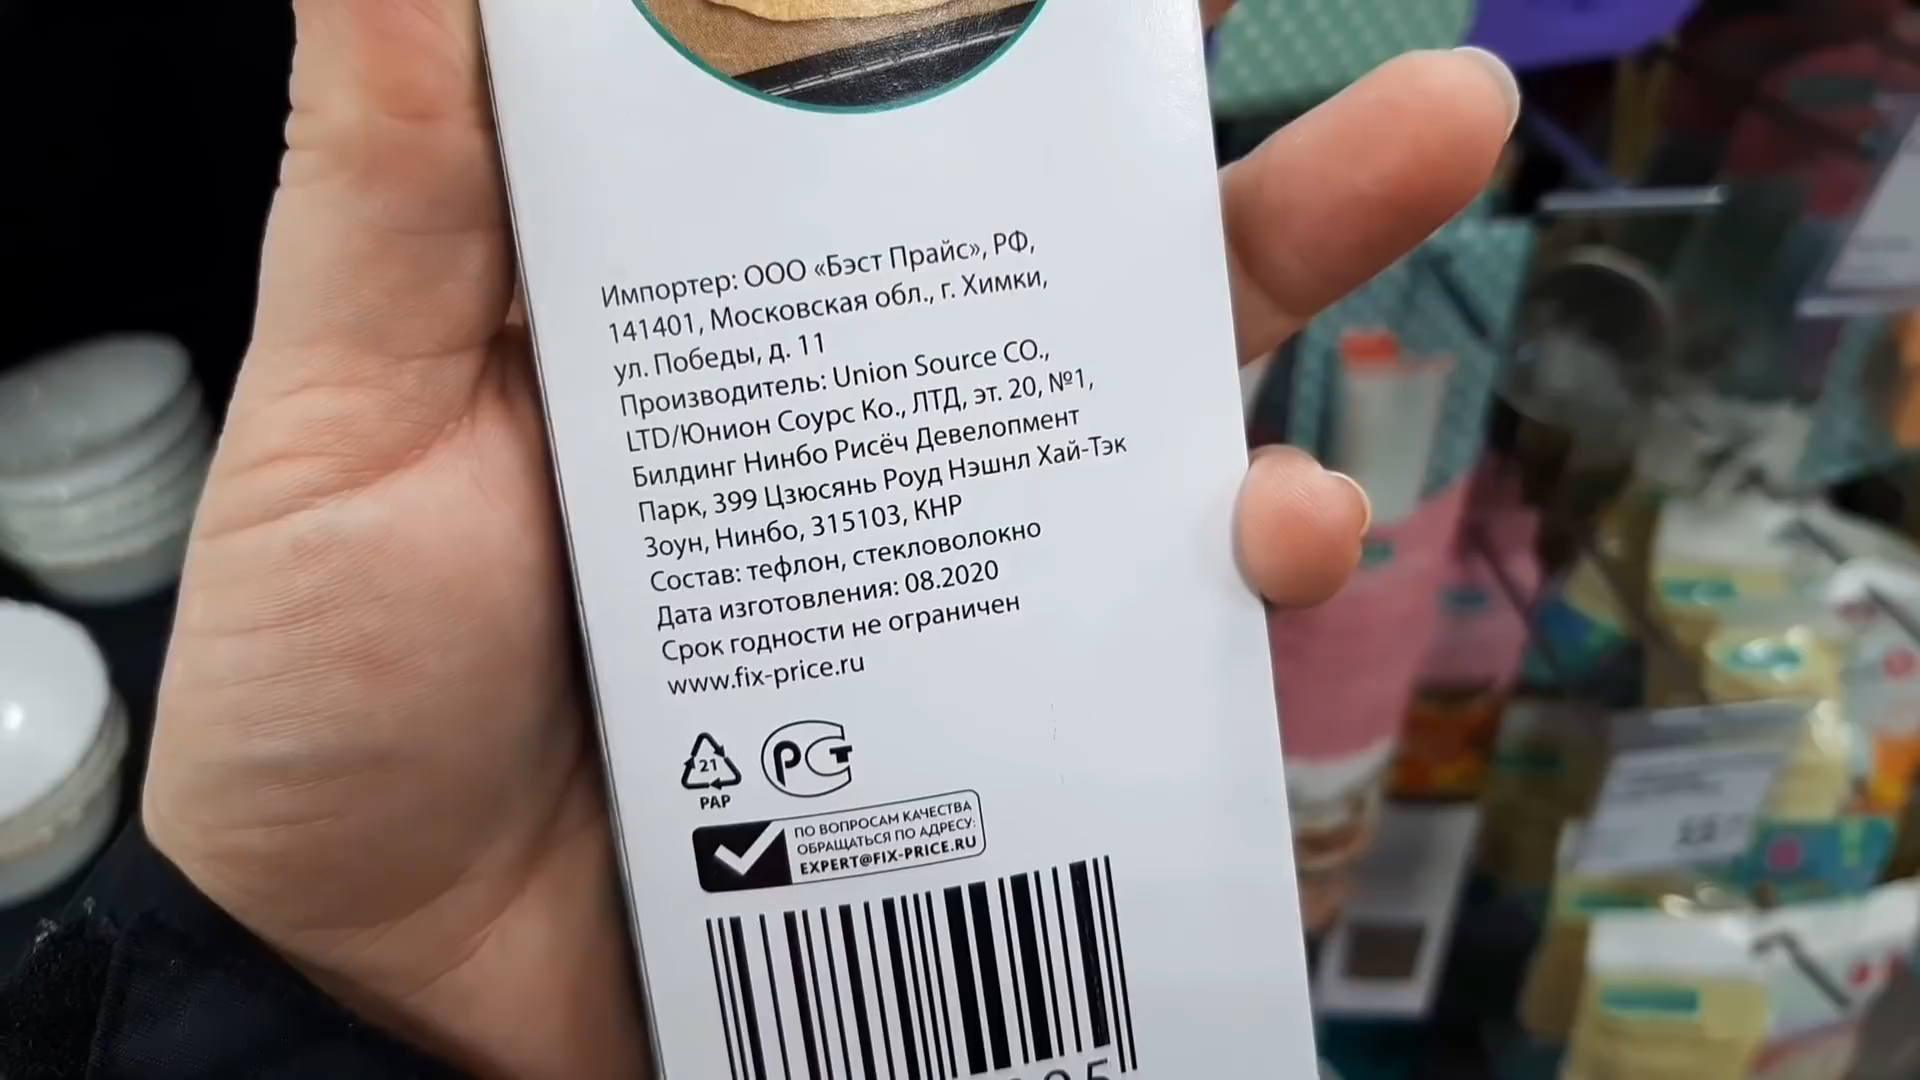 Импортер: ООО «Бэст Прайс», РФ,
141401, Московская обл., г. Химки,
ул. Победы, д. 11
Производитель: Union Source CO.,
LTD/Юнион Соурс Ко., ЛТД, эт. 20, №1,
Билдинг Нинбо Рисёч Девелопмент
Парк, 399 Цзюсянь Роуд Нэшнл Хай-Тэк
Зоун, Нинбо, 315103, КНР
Состав: тефлон, стекловолокно
Дата изготовления: 08.2020
Срок годности не ограничен
www.fix-price.ru
21
PAP
РСТ
ПО ВОПРОСАМ КАЧЕСТВА
ОБРАЩАТЬСЯ ПО АДРЕСУ:
EXPERT@FIX-PRICE.RU